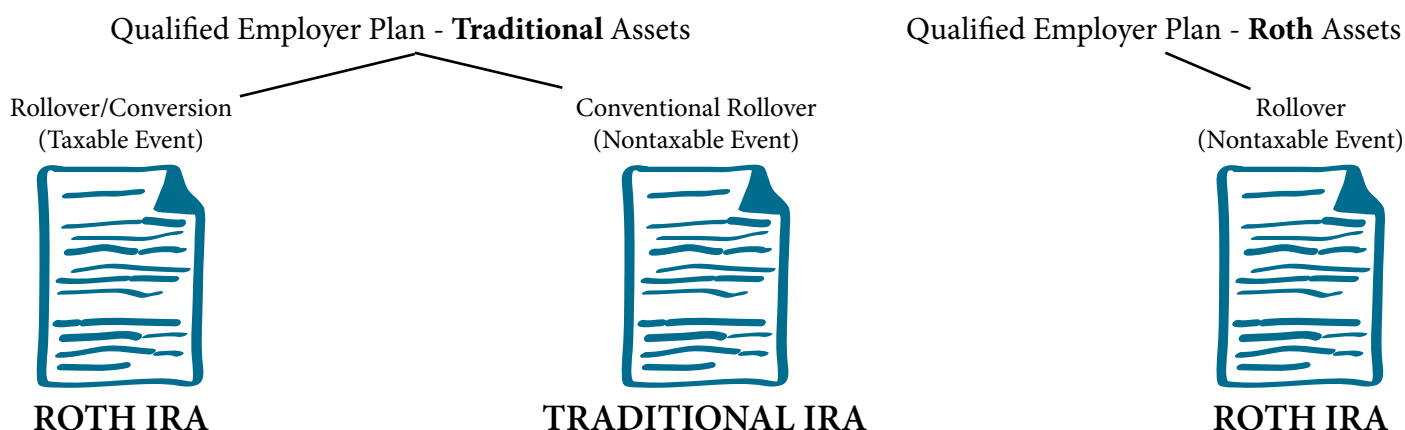 Qualified Employer Plan - Traditional Assets
Qualified Employer Plan - Roth Assets
Rollover/Conversion
(Taxable Event)
Conventional Rollover
(Nontaxable Event)
Rollover
(Nontaxable Event)
ROTH IRA
TRADITIONAL IRA
ROTH IRA